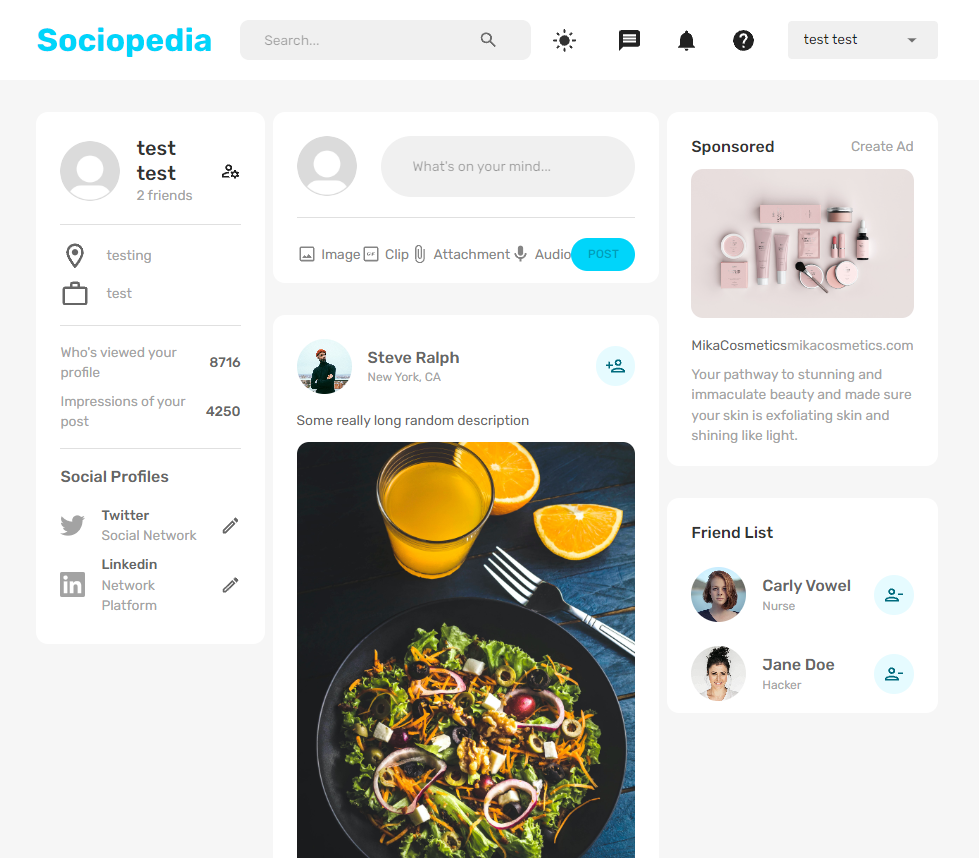 Sociopedia
Search...
test test
test
test
2 friends
testing
test
Who's viewed your
profile
8716
Impressions of your
post
4250
Social Profiles
Twitter
Social Network
Linkedin
Network
Platform
What's on your mind...
Image
GIF
Clip
Attachment
Audio
POST
Steve Ralph
New York, CA
Some really long random description
Sponsored
Create Ad
MikaCosmetics
mikacosmetics.com
Your pathway to stunning and
immaculate beauty and made sure
your skin is exfoliating skin and
shining like light.
Friend List
Carly Vowel
Nurse
Jane Doe
Hacker